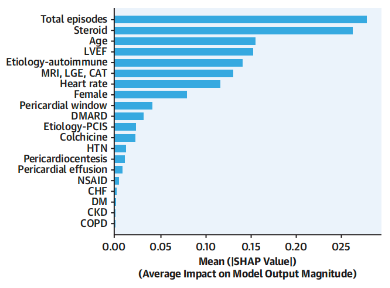 Total episodes
Steroid
Age
LVEF
Etiology-autoimmune
MRI, LGE, CAT
Heart rate
Female
Pericardial window
DMARD
Etiology-PCIS
Colchicine
HTN
Pericardiocentesis
Pericardial effusion
NSAID
CHF
DM
CKD
COPD
0.00 0.05 0.10 0.15 0.20 025
Mean (|SHAP Value|)
(Average Impact on Model Output Magnitude)